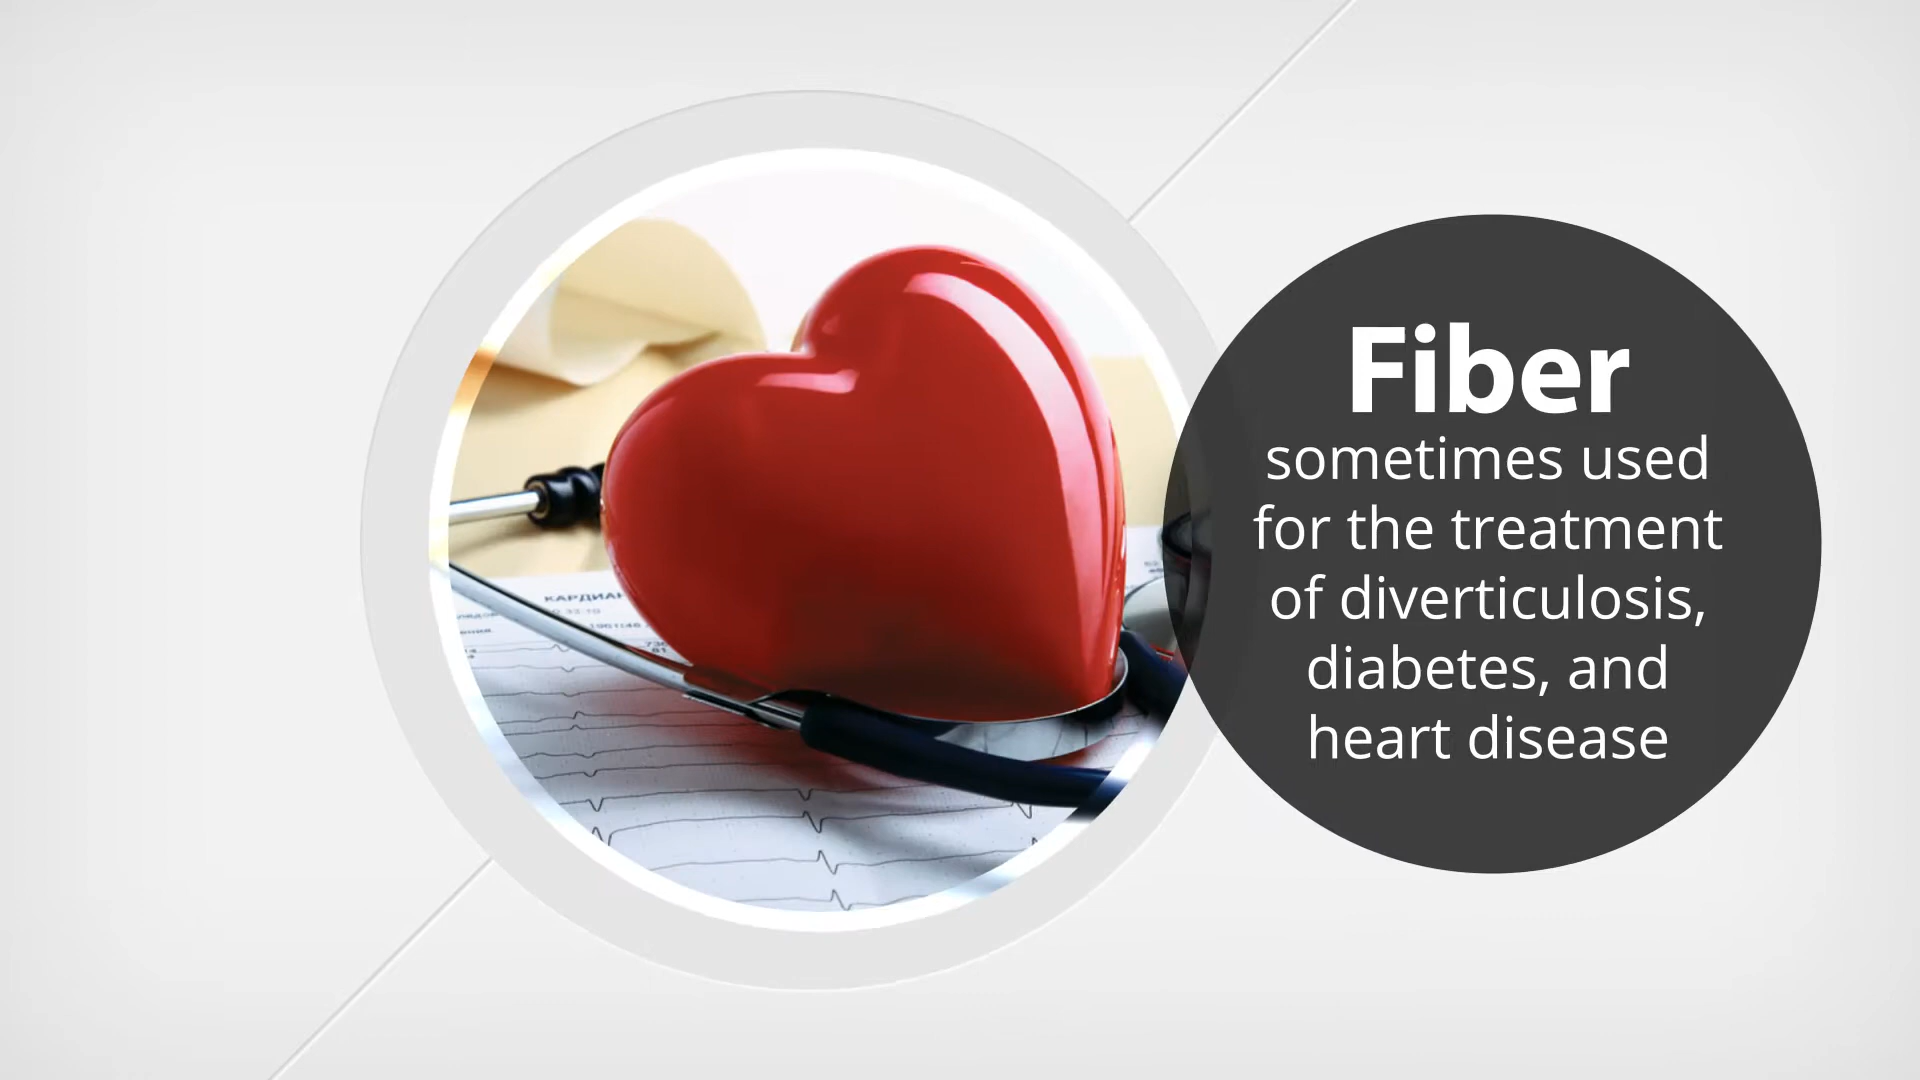 Fiber
sometimes used
for the treatment
of diverticulosis,
diabetes, and
heart disease